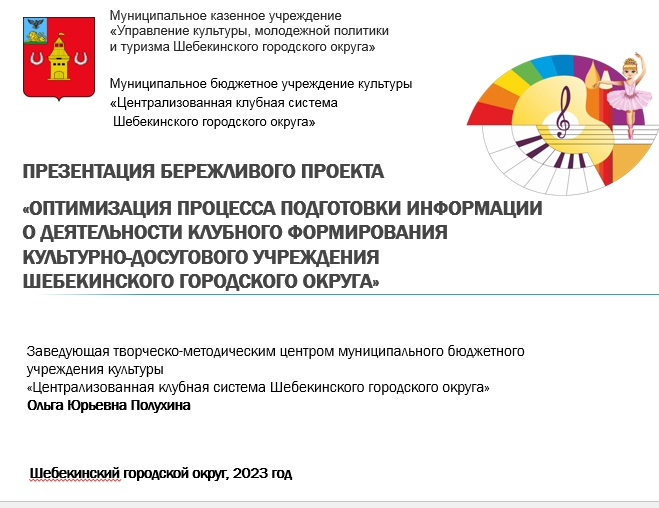 Муниципальное казенное учреждение
«Управление культуры, молодежной политики
и туризма Шебекинского городского округа»
Муниципальное бюджетное учреждение культуры
«Централизованная клубная система
Шебекинского городского округа»
ПРЕЗЕНТАЦИЯ БЕРЕЖЛИВОГО ПРОЕКТА
«ОПТИМИЗАЦИЯ ПРОЦЕССА ПОДГОТОВКИ ИНФОРМАЦИИ
О ДЕЯТЕЛЬНОСТИ КЛУБНОГО ФОРМИРОВАНИЯ
КУЛЬТУРНО-ДОСУГОВОГО УЧРЕЖДЕНИЯ
ШЕБЕКИНСКОГО ГОРОДСКОГО ОКРУГА»
Заведующая творческо-методическим центром муниципального бюджетного
учреждения культуры
«Централизованная клубная система Шебекинского городского округа»
Ольга Юрьевна Полухина
Шебекинский городской округ, 2023 год